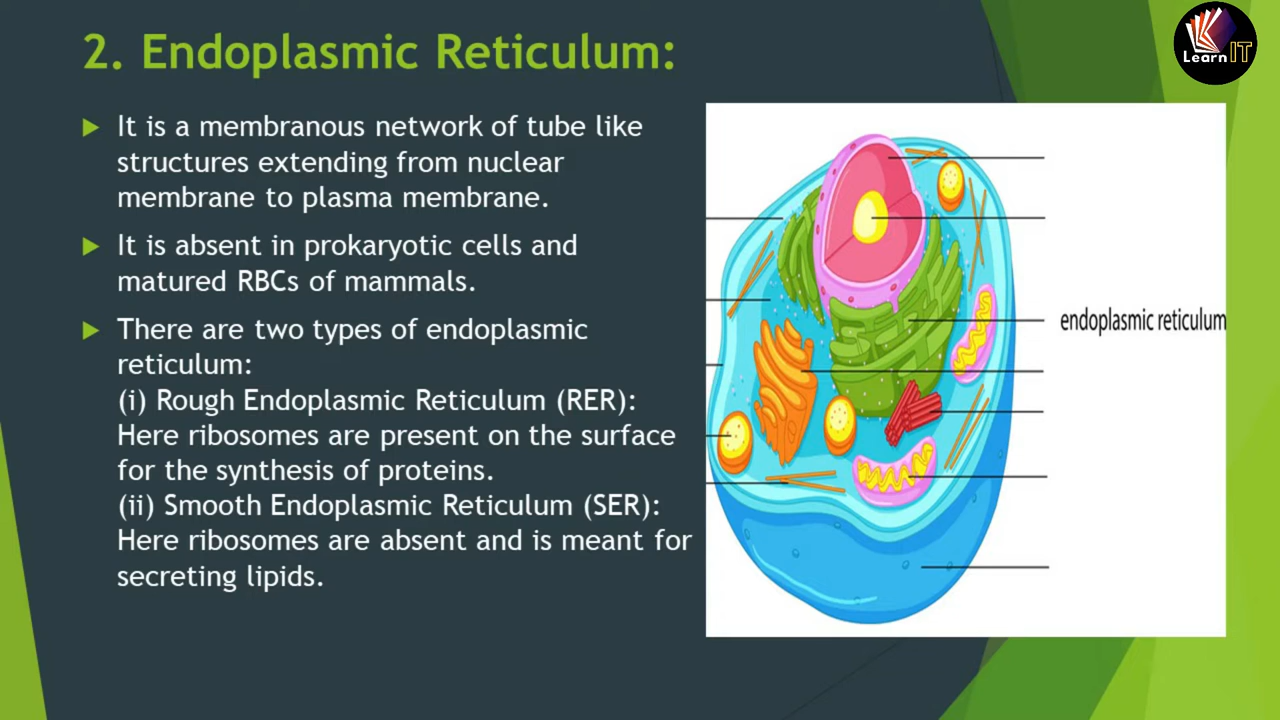 2. Endoplasmic Reticulum:
Learn IT
It is a membranous network of tube like
structures extending from nuclear
membrane to plasma membrane.
It is absent in prokaryotic cells and
matured RBCs of mammals.
There are two types of endoplasmic
reticulum:
(i) Rough Endoplasmic Reticulum (RER):
Here ribosomes are present on the surface
for the synthesis of proteins.
(ii) Smooth Endoplasmic Reticulum (SER):
Here ribosomes are absent and is meant for
secreting lipids.
endoplasmic reticulum